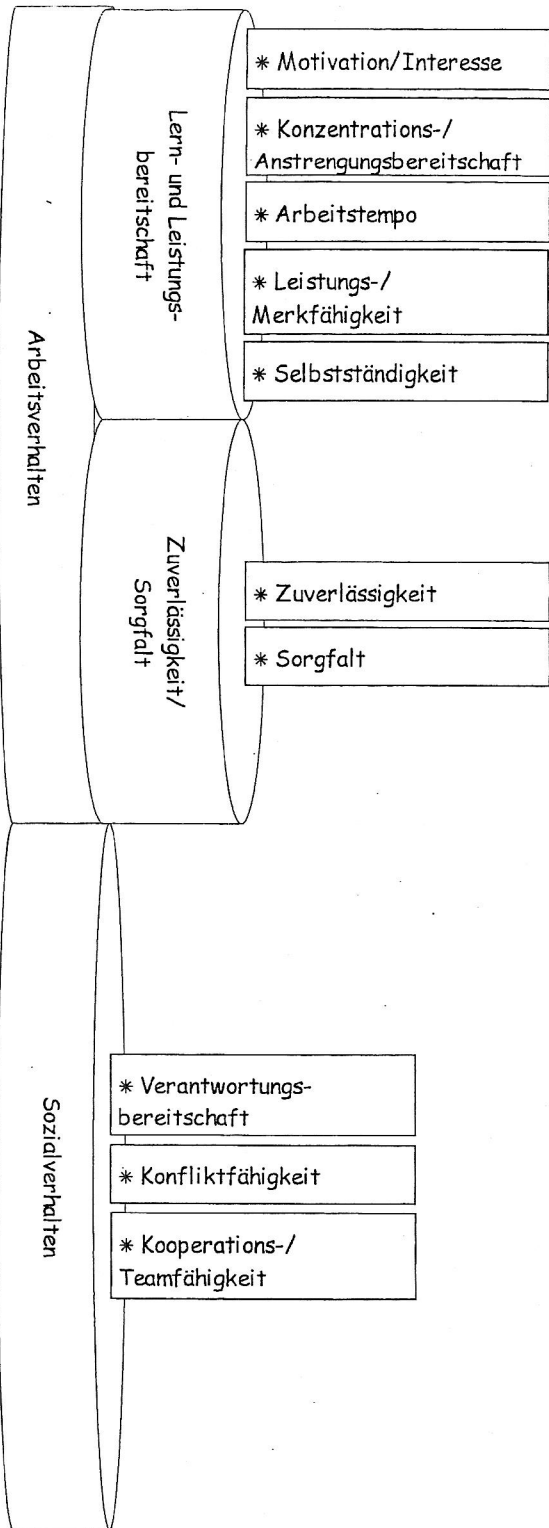 Arbeitsverhalten
Lern- und Leistungs-
bereitschaft
* Motivation/Interesse
* Konzentrations-/
Anstrengungsbereitschaft
* Arbeitstempo
* Leistungs-/
Merkfähigkeit
* Selbstständigkeit
Zuverlässigkeit/
Sorgfalt
* Zuverlässigkeit
* Sorgfalt
Sozialverhalten
* Verantwortungs-
bereitschaft
* Konfliktfähigkeit
* Kooperations-/
Teamfähigkeit